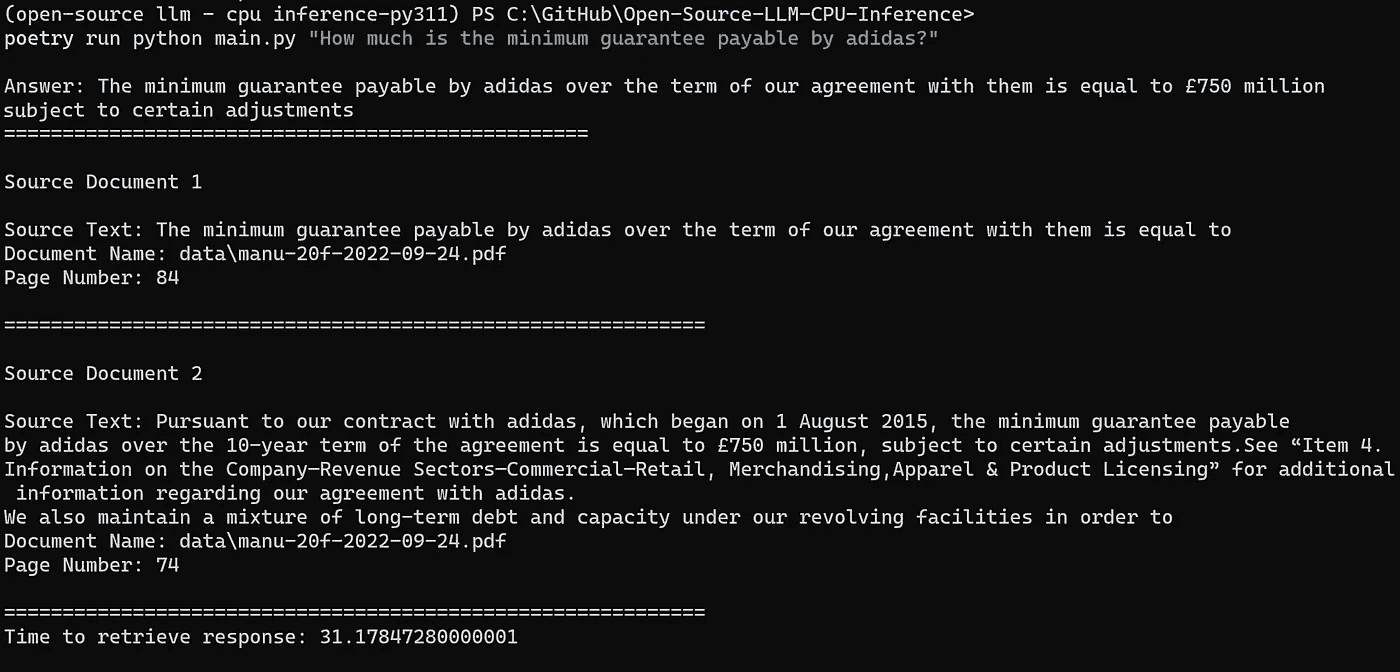 (open-source llm - cpu inference-py311) PS C:\GitHub\Open-Source-LLM-CPU-Inference>
poetry run python main.py "How much is the minimum guarantee payable by adidas?"
Answer: The minimum guarantee payable by adidas over the term of our agreement with them is equal to £750 million
subject to certain adjustments
==================================================
Source Document 1
Source Text: The minimum guarantee payable by adidas over the term of our agreement with them is equal to
Document Name: data\manu-20f-2022-09-24.pdf
Page Number: 84
============================================================
Source Document 2
Source Text: Pursuant to our contract with adidas, which began on 1 August 2015, the minimum guarantee payable
by adidas over the 10-year term of the agreement is equal to £750 million, subject to certain adjustments.See “Item 4.
Information on the Company—Revenue Sectors—Commercial—Retail, Merchandising,Apparel & Product Licensing” for additional
information regarding our agreement with adidas.
We also maintain a mixture of long-term debt and capacity under our revolving facilities in order to
Document Name: data\manu-20f-2022-09-24.pdf
Page Number: 74
============================================================
Time to retrieve response: 31.17847280000001